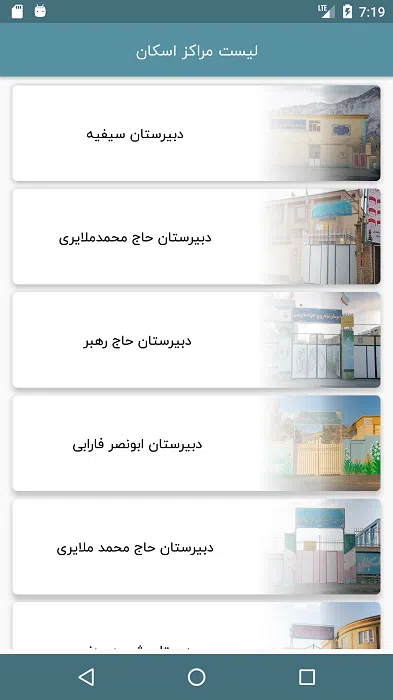 LTE
7:19
لیست مراکز اسکان
دبیرستان سیفیه
دبیرستان حاج محمدملایری
دبیرستان حاج رهبر
دبیرستان ابونصر فارابی
دبیرستان حاج محمد ملایری